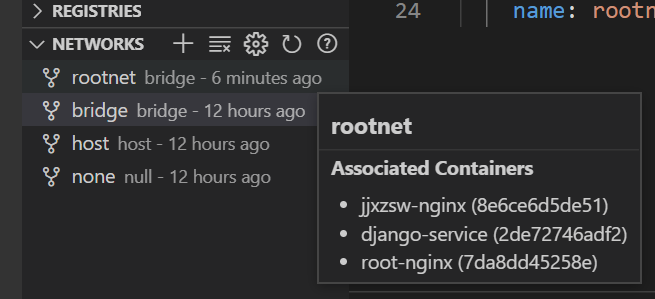 REGISTRIES
24 name: rootn
NETWORKS
rootnet bridge - 6 minutes ago
bridge bridge - 12 hours ago
host host - 12 hours ago
none null - 12 hours ago
rootnet
Associated Containers
• jjxzsw-nginx (8e6ce6d5de51)
• django-service (2de72746adf2)
• root-nginx (7da8dd45258e)